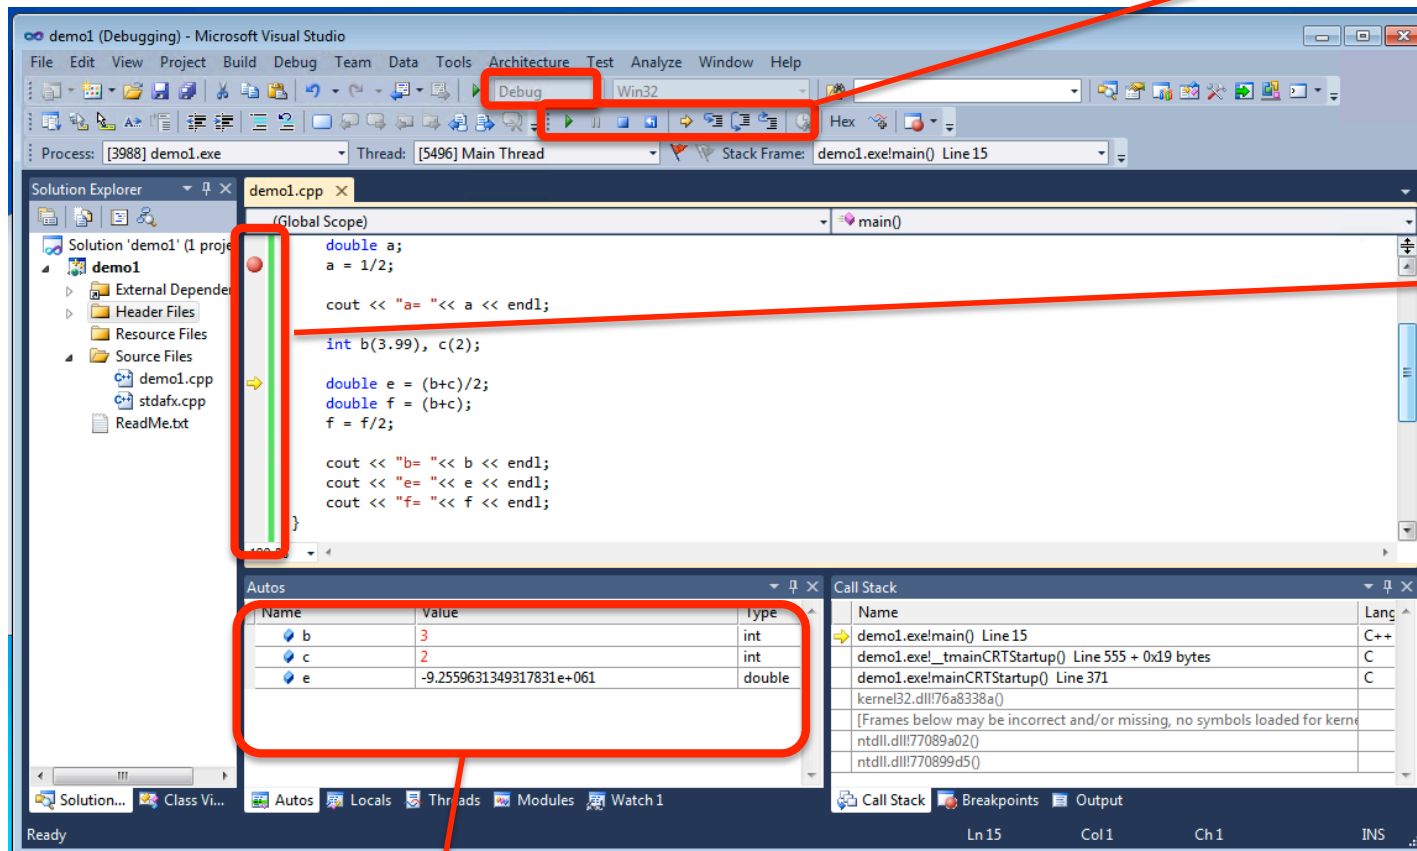 demo1 (Debugging) - Microsoft Visual Studio
File Edit View Project Build Debug Team Data Tools Architecture Test Analyze Window Help
Debug Win32
Hex
Process: [3988] demo1.exe Thread: [5496] Main Thread Stack Frame: demo1.exe!main() Line 15
Solution Explorer
Solution 'demo1' (1 proje
demo1
External Depender
Header Files
Resource Files
Source Files
demo1.cpp
stdafx.cpp
ReadMe.txt
Solution... Class Vi...
demo1.cpp
(Global Scope) main()
double a;
a = 1/2;
cout << "a= "<< a << endl;
int b(3.99), c(2);
double e = (b+c)/2;
double f = (b+c);
f = f/2;
cout << "b= "<< b << endl;
cout << "e= "<< e << endl;
cout << "f= "<< f << endl;
}
Autos
Name Value Type
b 3 int
c 2 int
e -9.2559631349317831e+061 double
Autos Locals Threads Modules Watch 1
Call Stack
Name Lang
demo1.exe!main() Line 15 C++
demo1.exe!__tmainCRTStartup() Line 555 + 0x19 bytes C
demo1.exe!mainCRTStartup() Line 371 C
kernel32.dll!76a8338a()
[Frames below may be incorrect and/or missing, no symbols loaded for kerne
ntdll.dll!77089a02()
ntdll.dll!770899d5()
Call Stack Breakpoints Output
Ready Ln 15 Col 1 Ch 1 INS